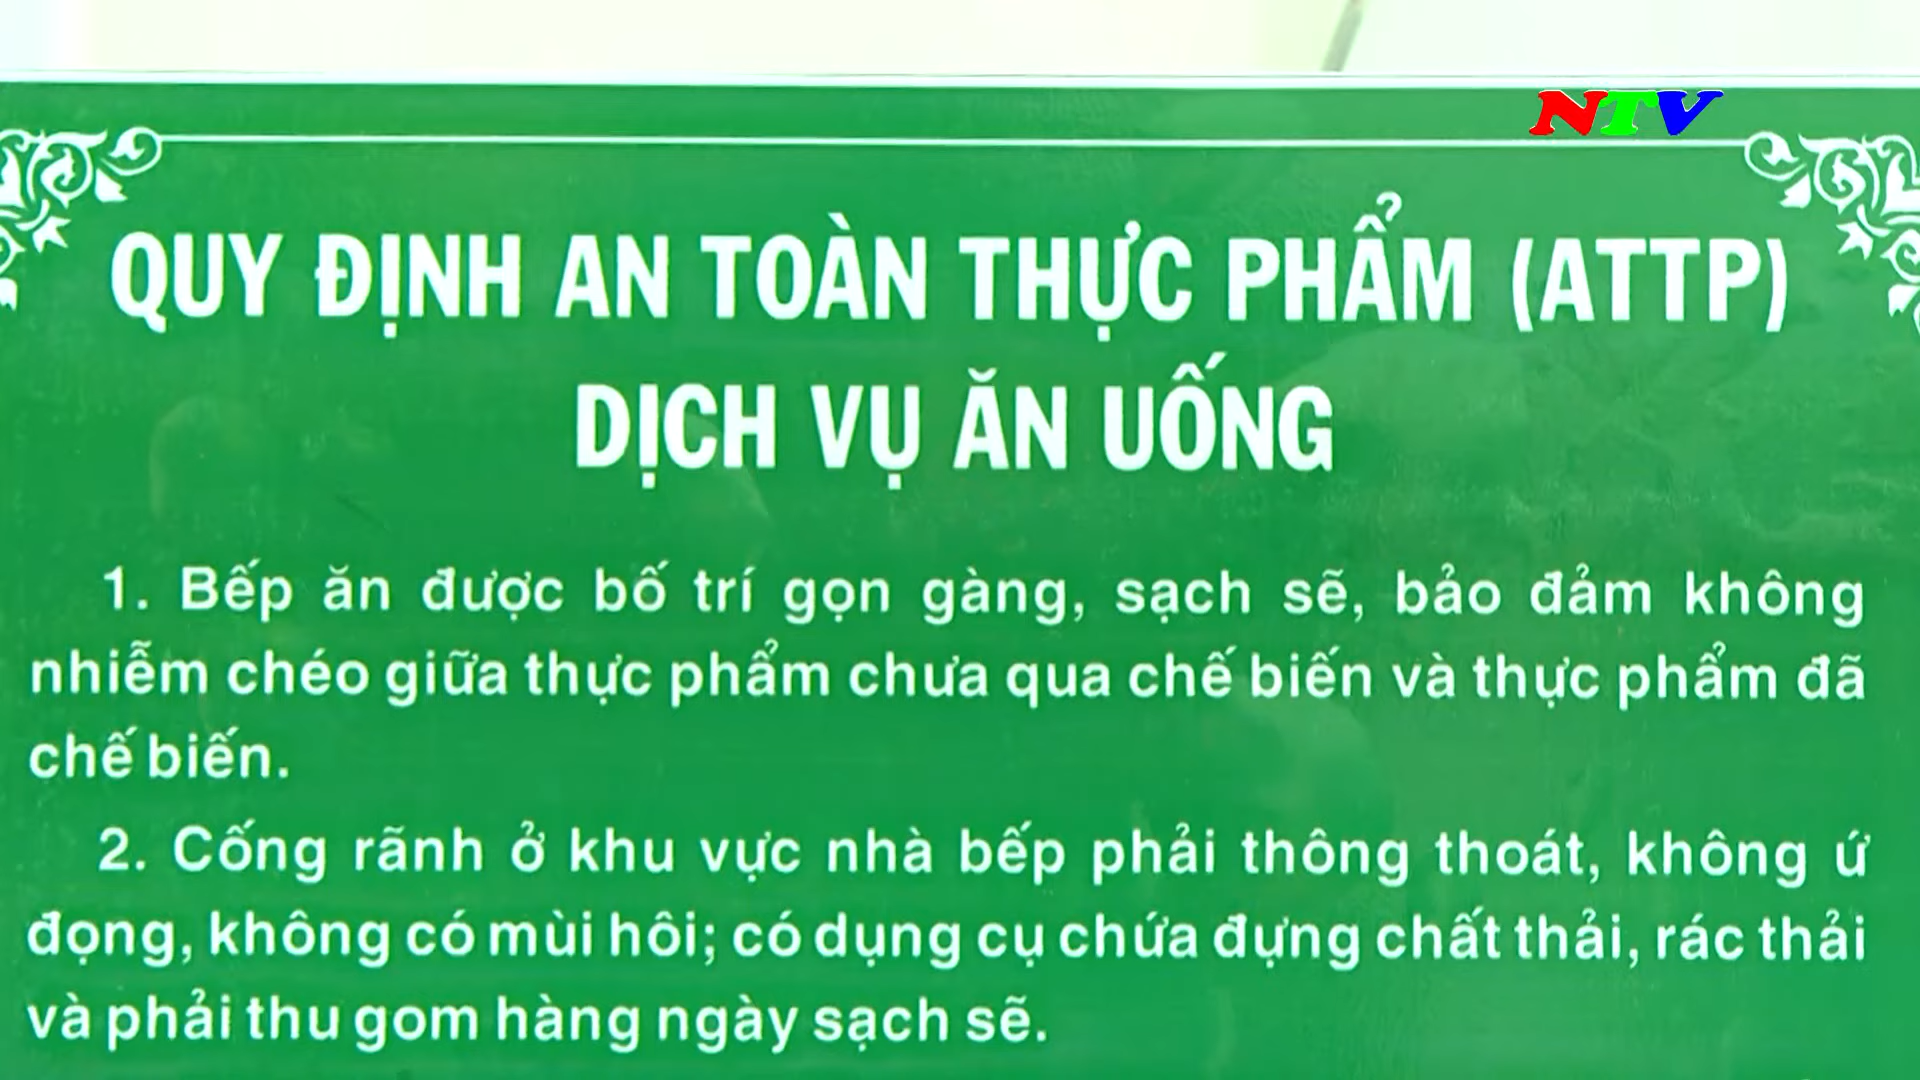 NTV
QUY ĐỊNH AN TOÀN THỰC PHẨM (ATTP)
DỊCH VỤ ĂN UỐNG
1. Bếp ăn được bố trí gọn gàng, sạch sẽ, bảo đảm không
nhiễm chéo giữa thực phẩm chưa qua chế biến và thực phẩm đã
chế biến.
2. Cống rãnh ở khu vực nhà bếp phải thông thoát, không ứ
đọng, không có mùi hôi; có dụng cụ chứa đựng chất thải, rác thải
và phải thu gom hàng ngày sạch sẽ.